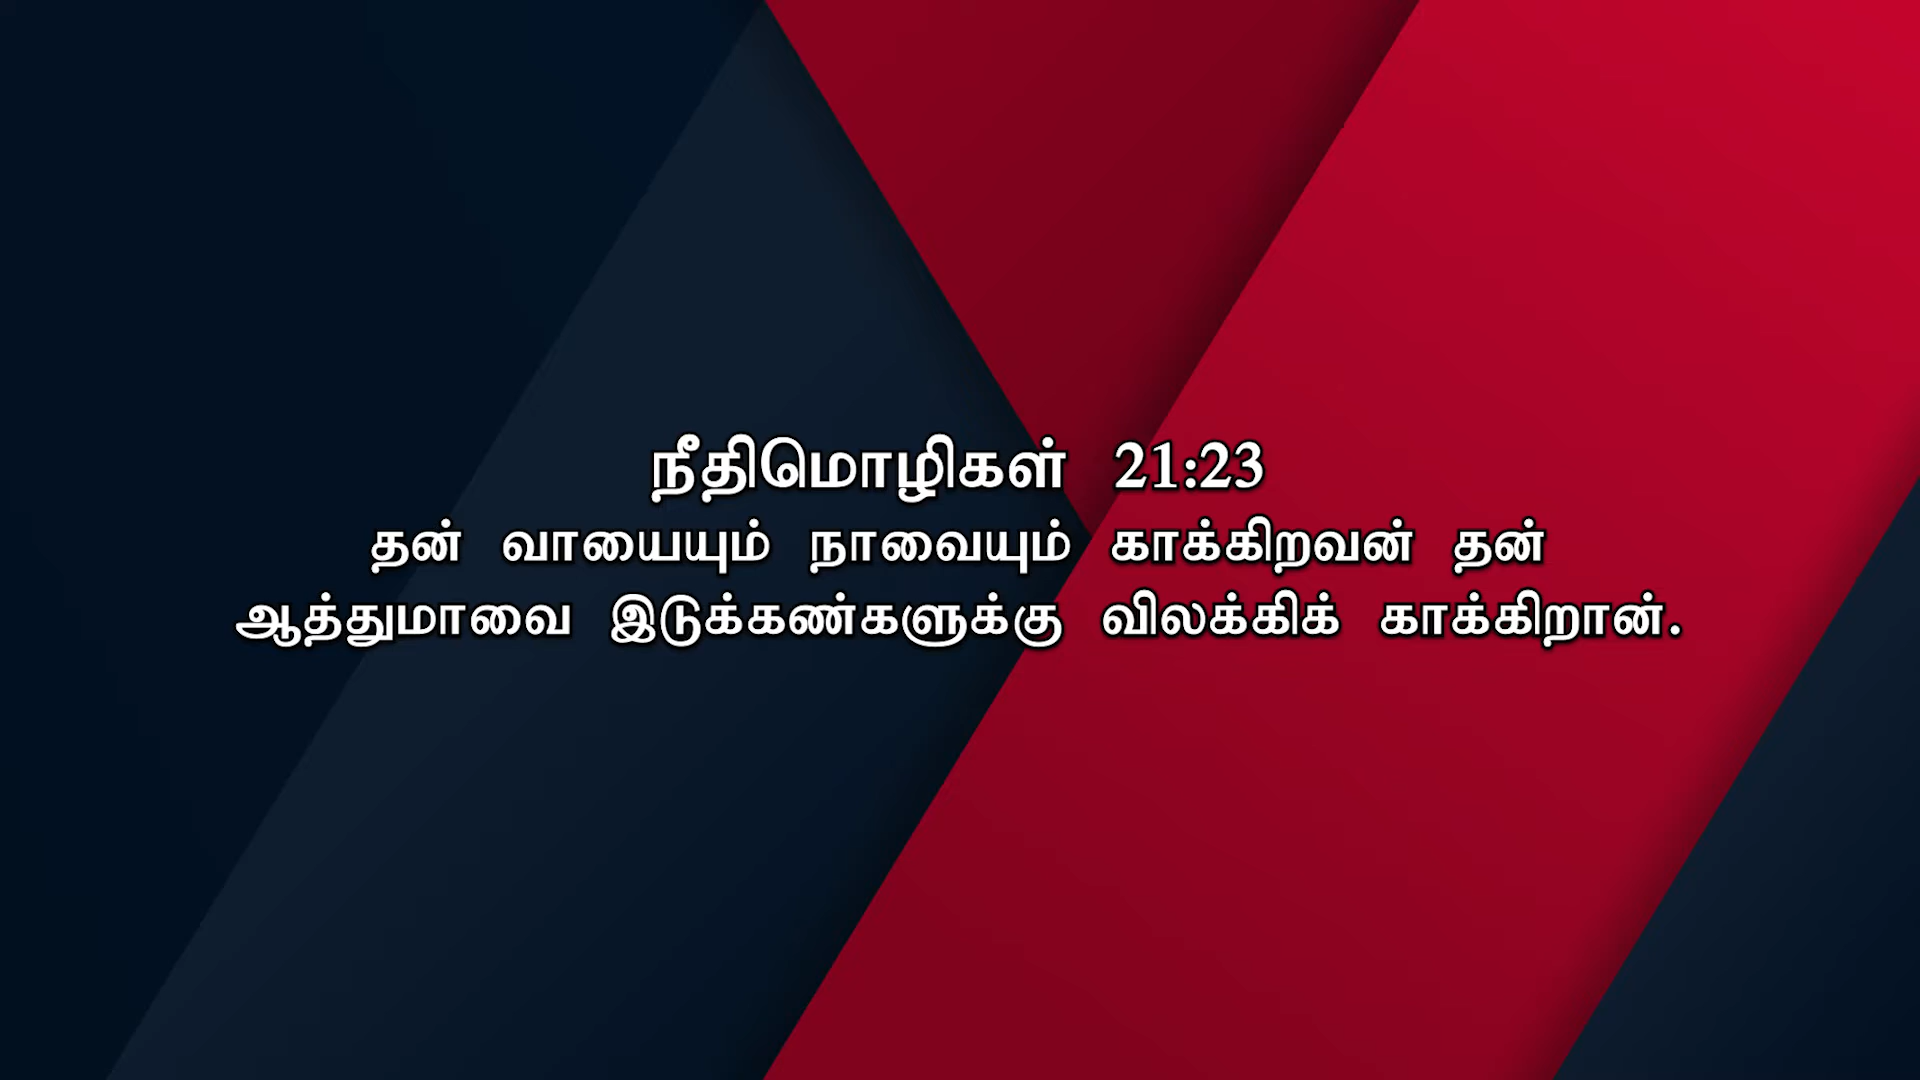 நீதிமொழிகள் 21:23
தன் வாயையும் நாவையும் காக்கிறவன் தன்
ஆத்துமாவை இடுக்கண்களுக்கு விலக்கிக் காக்கிறான்.